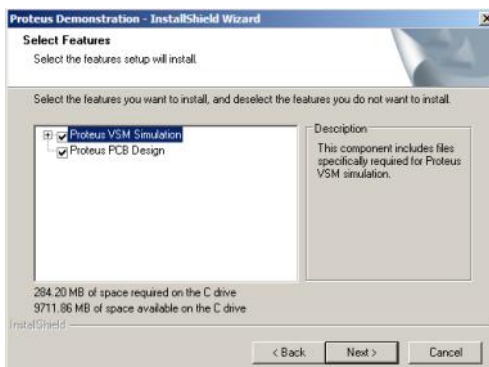 Proteus Demonstration - InstallShield Wizard
Select Features
Select the features setup will install.
Select the features you want to install, and deselect the features you do not want to install.
Proteus VSM Simulation
Proteus PCB Design
Description
This component includes files
specifically required for Proteus
VSM simulation.
284.20 MB of space required on the C drive
9711.86 MB of space available on the C drive
InstallShield
< Back
Next >
Cancel